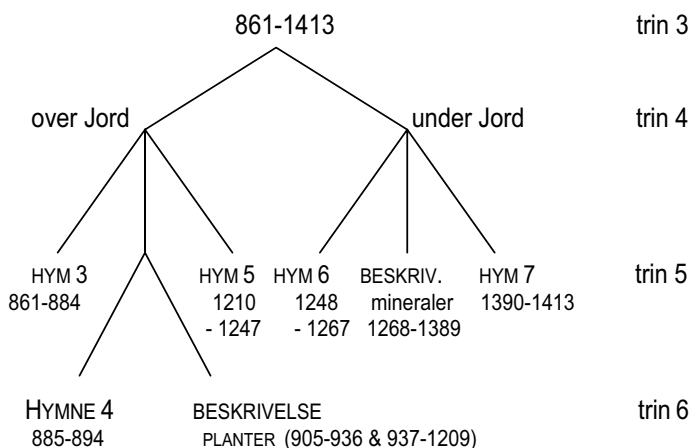 861-1413 trin 3
over Jord under Jord trin 4
HYM 3 HYM 5 HYM 6 BESKRIV. HYM 7 trin 5
861-884 1210 1248 mineraler 1390-1413
- 1247 - 1267 1268-1389
HYMNE 4 BESKRIVELSE trin 6
885-894 PLANTER (905-936 & 937-1209)